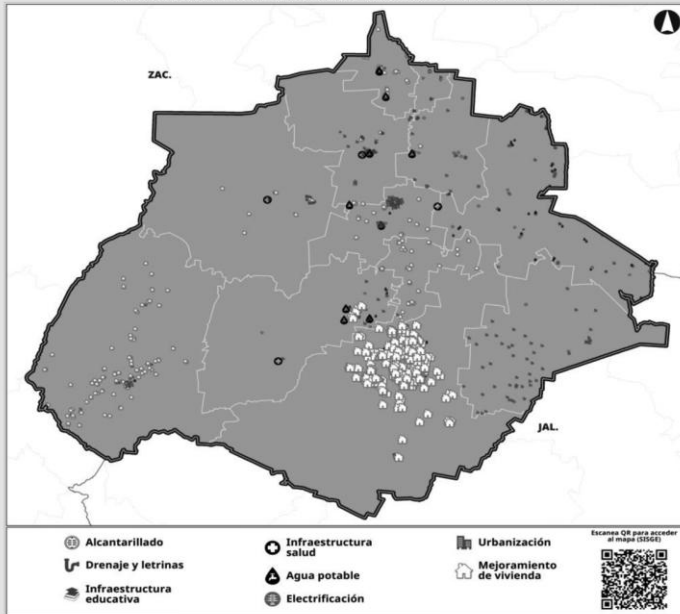 ZAC.
JAL.
Alcantarillado
Drenaje y letrinas
Infraestructura
educativa
Infraestructura
salud
Agua potable
Electrificación
Urbanización
Mejoramiento
de vivienda
Escanea QR para acceder
al mapa (SISGE)